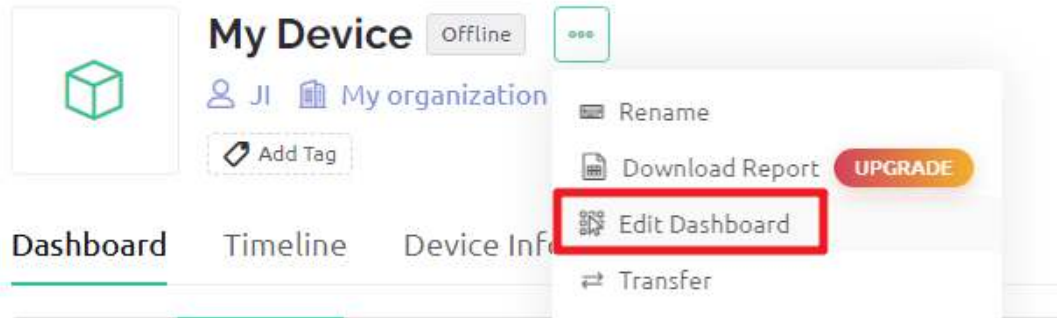 My Device Offline
JI My organization
Rename
Add Tag
Download Report UPGRADE
Edit Dashboard
Dashboard Timeline Device Inf
Transfer